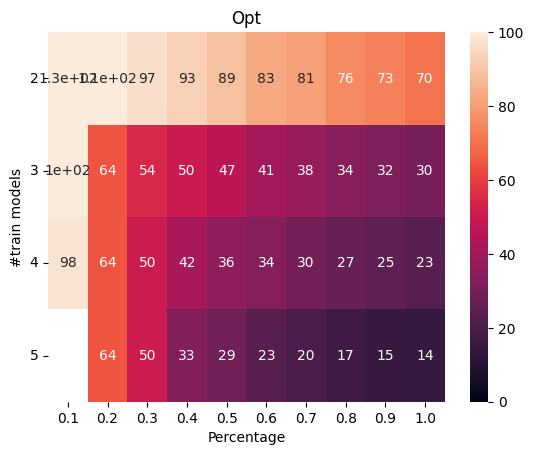 Opt
2 1.3e+02 1.1e+02 97 93 89 83 81 76 73 70
3 1e+02 64 54 50 47 41 38 34 32 30
4 98 64 50 42 36 34 30 27 25 23
5 64 50 33 29 23 20 17 15 14
0.1 0.2 0.3 0.4 0.5 0.6 0.7 0.8 0.9 1.0
Percentage
#train models
100
80
60
40
20
0